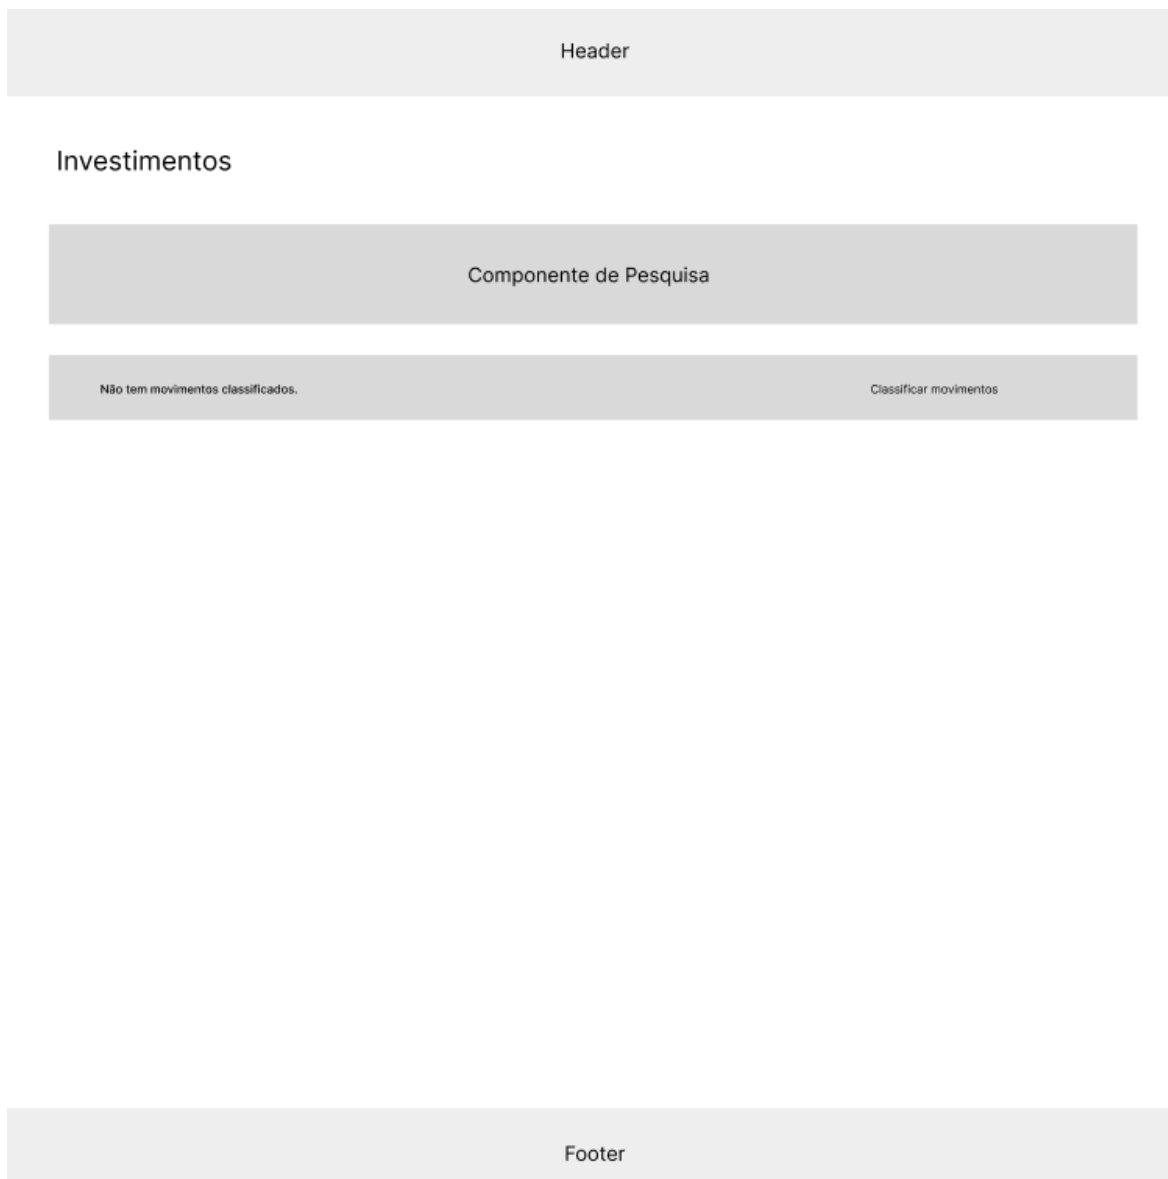 Header
Investimentos
Componente de Pesquisa
Não tem movimentos classificados.
Classificar movimentos
Footer